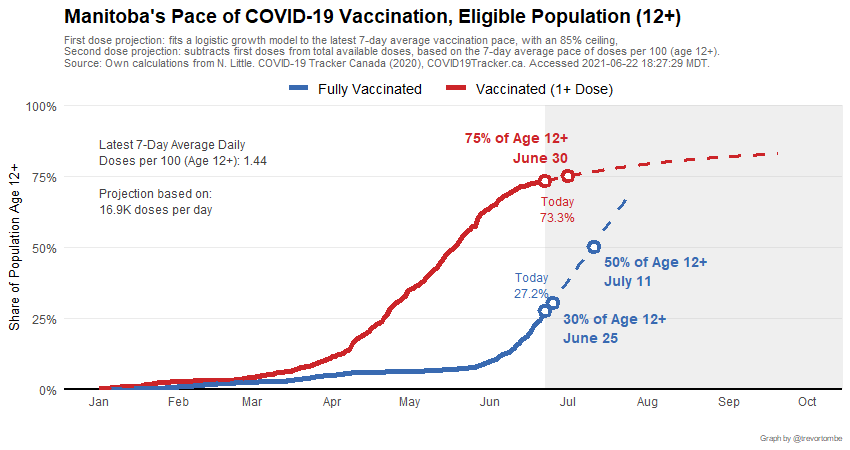 Manitoba's Pace of COVID-19 Vaccination, Eligible Population (12+)
First dose projection: fits a logistic growth model to the latest 7-day average vaccination pace, with an 85% ceiling,
Second dose projection: subtracts first doses from total available doses, based on the 7-day average pace of doses per 100 (age 12+).
Source: Own calculations from N. Little. COVID-19 Tracker Canada (2020), COVID19Tracker.ca. Accessed 2021-06-22 18:27:29 MDT.
Fully Vaccinated
Vaccinated (1+ Dose)
Share of Population Age 12+
100%
75%
50%
25%
0%
Latest 7-Day Average Daily
Doses per 100 (Age 12+): 1.44
Projection based on:
16.9K doses per day
75% of Age 12+
June 30
Today
73.3%
50% of Age 12+
July 11
Today
27.2%
30% of Age 12+
June 25
Jan
Feb
Mar
Apr
May
Jun
Jul
Aug
Sep
Oct
Graph by @trevortombe